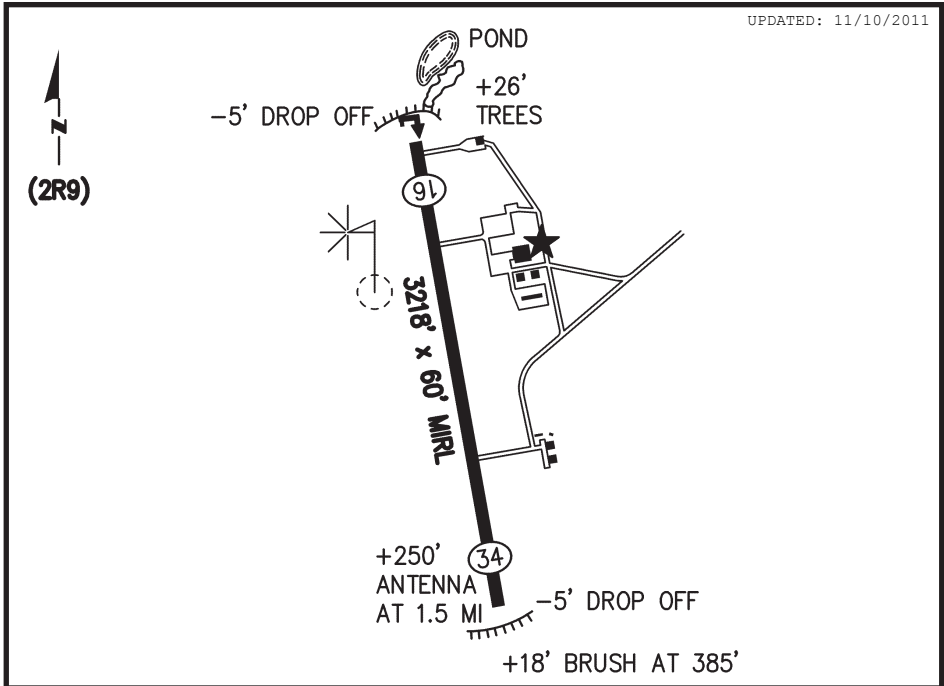 UPDATED: 11/10/2011
POND
+26'
TREES
-5' DROP OFF
N
(2R9)
16
3218' x 60' MIRL
34
+250'
ANTENNA
AT 1.5 MI
-5' DROP OFF
+18' BRUSH AT 385'